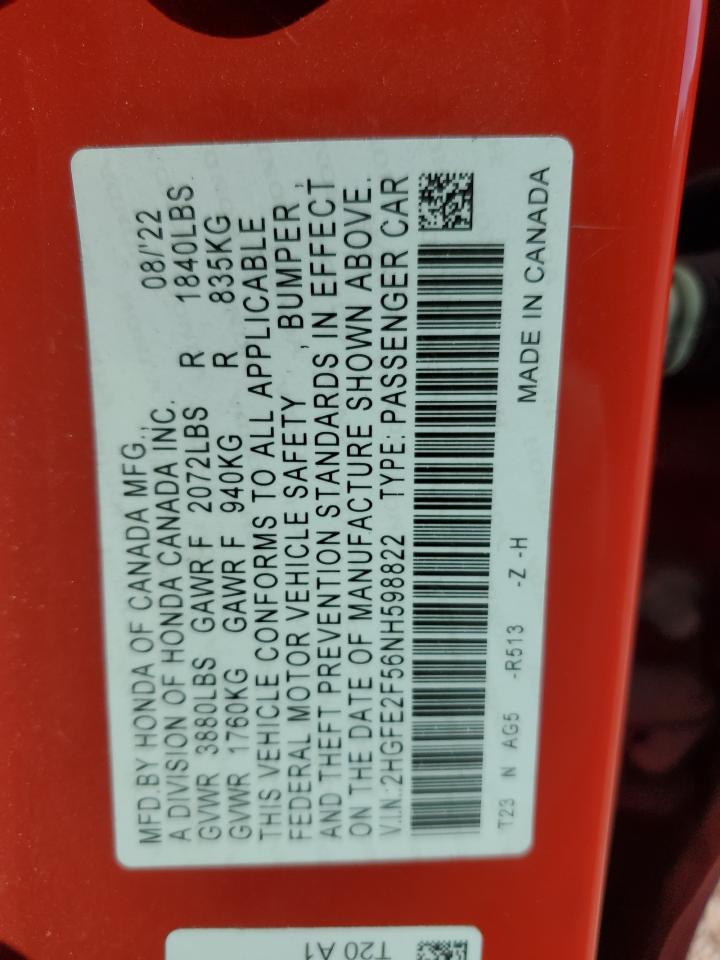 MFD.BY HONDA OF CANADA MFG., 08/'22
A DIVISION OF HONDA CANADA INC.
GVWR 3880LBS GAWR F 2072LBS R 1840LBS
GVWR 1760KG GAWR F 940KG R 835KG
THIS VEHICLE CONFORMS TO ALL APPLICABLE
FEDERAL MOTOR VEHICLE SAFETY , BUMPER ,
AND THEFT PREVENTION STANDARDS IN EFFECT
ON THE DATE OF MANUFACTURE SHOWN ABOVE.
V.I.N.:2HGFE2F56NH598822 TYPE: PASSENGER CAR
T23 N AG5 -R513 -Z -H MADE IN CANADA
T20 A1